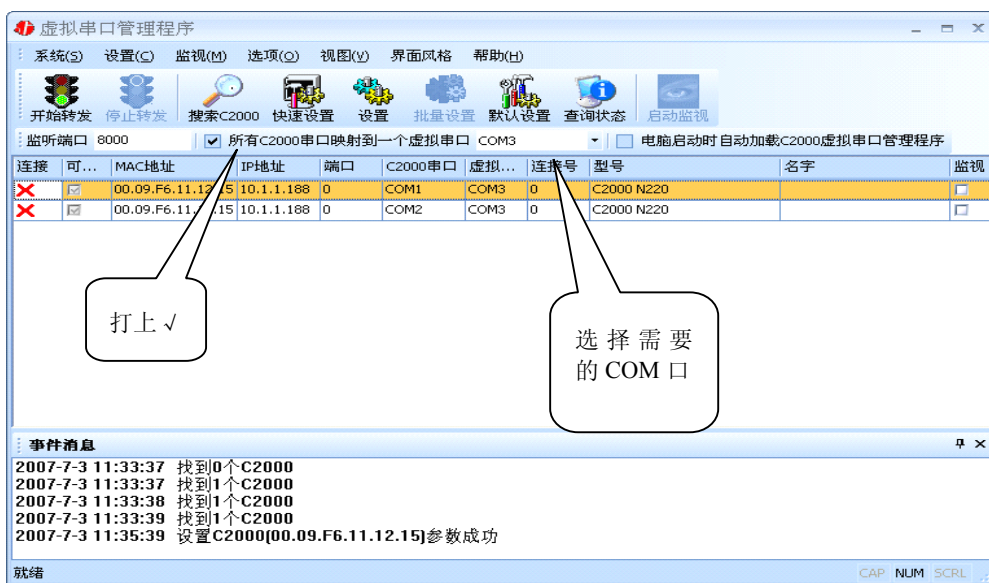 虚拟串口管理程序
系统(S) 设置(C) 监视(M) 选项(O) 视图(V) 界面风格 帮助(H)
开始转发 停止转发 搜索C2000 快速设置 设置 批量设置 默认设置 查询状态 启动监视
监听端口 8000 所有C2000串口映射到一个虚拟串口 COM3 电脑启动时自动加载C2000虚拟串口管理程序
连接 可... MAC地址 IP地址 端口 C2000串口 虚拟... 连接号 型号 名字 监视
00.09.F6.11.12.15 10.1.1.188 0 COM1 COM3 0 C2000 N220
00.09.F6.11.12.15 10.1.1.188 0 COM2 COM3 0 C2000 N220
打上√
选择需要
的COM口
事件消息
2007-7-3 11:33:37 找到0个C2000
2007-7-3 11:33:37 找到1个C2000
2007-7-3 11:33:38 找到1个C2000
2007-7-3 11:33:39 找到1个C2000
2007-7-3 11:35:39 设置C2000(00.09.F6.11.12.15)参数成功
就绪 CAP NUM SCRL